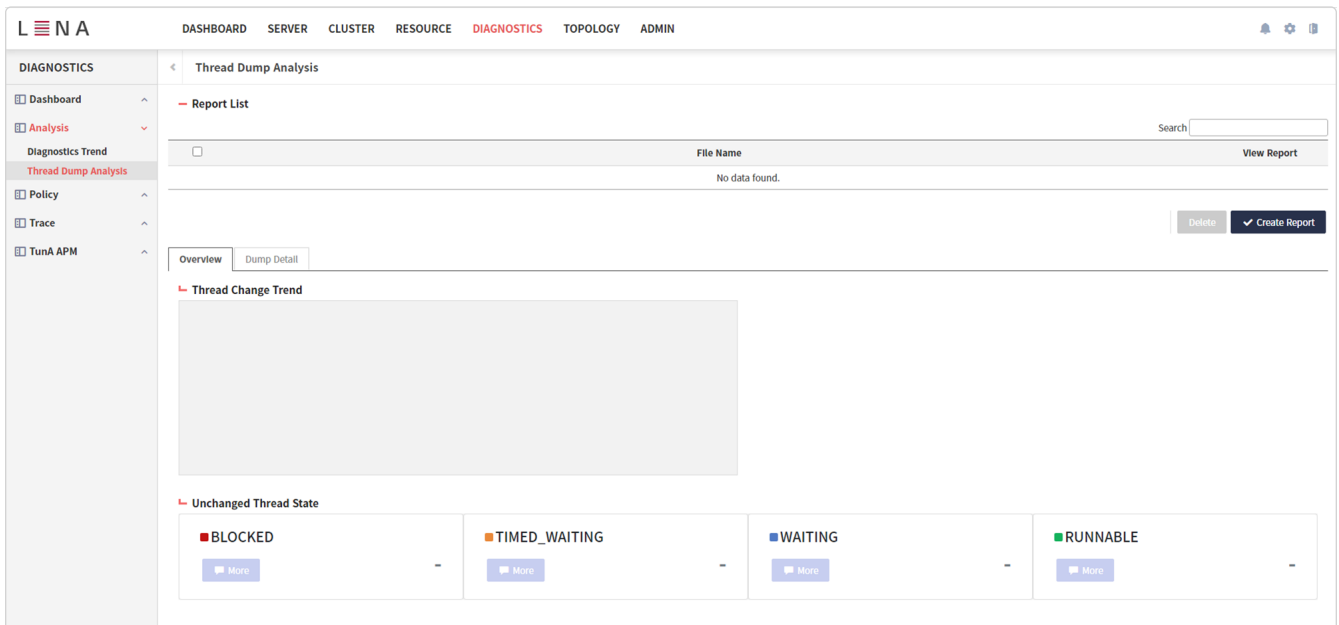 LENA
DASHBOARD SERVER CLUSTER RESOURCE DIAGNOSTICS TOPOLOGY ADMIN
DIAGNOSTICS
Thread Dump Analysis
Dashboard
Analysis
Diagnostics Trend
Thread Dump Analysis
Policy
Trace
TunA APM
Report List
Search
File Name View Report
No data found.
Delete Create Report
Overview Dump Detail
Thread Change Trend
Unchanged Thread State
BLOCKED TIMED_WAITING WAITING RUNNABLE
More - More - More - More -